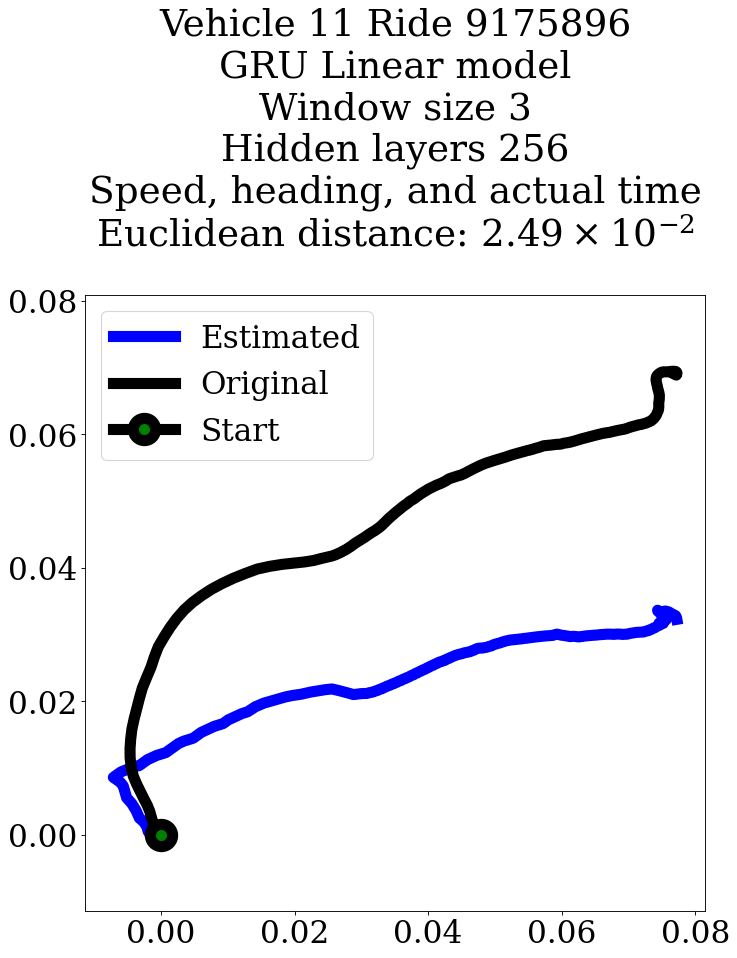 Vehicle 11 Ride 9175896
GRU Linear model
Window size 3
Hidden layers 256
Speed, heading, and actual time
Euclidean distance: 2.49 × 10⁻²
0.08
0.06
0.04
0.02
0.00
Estimated
Original
Start
0.00 0.02 0.04 0.06 0.08